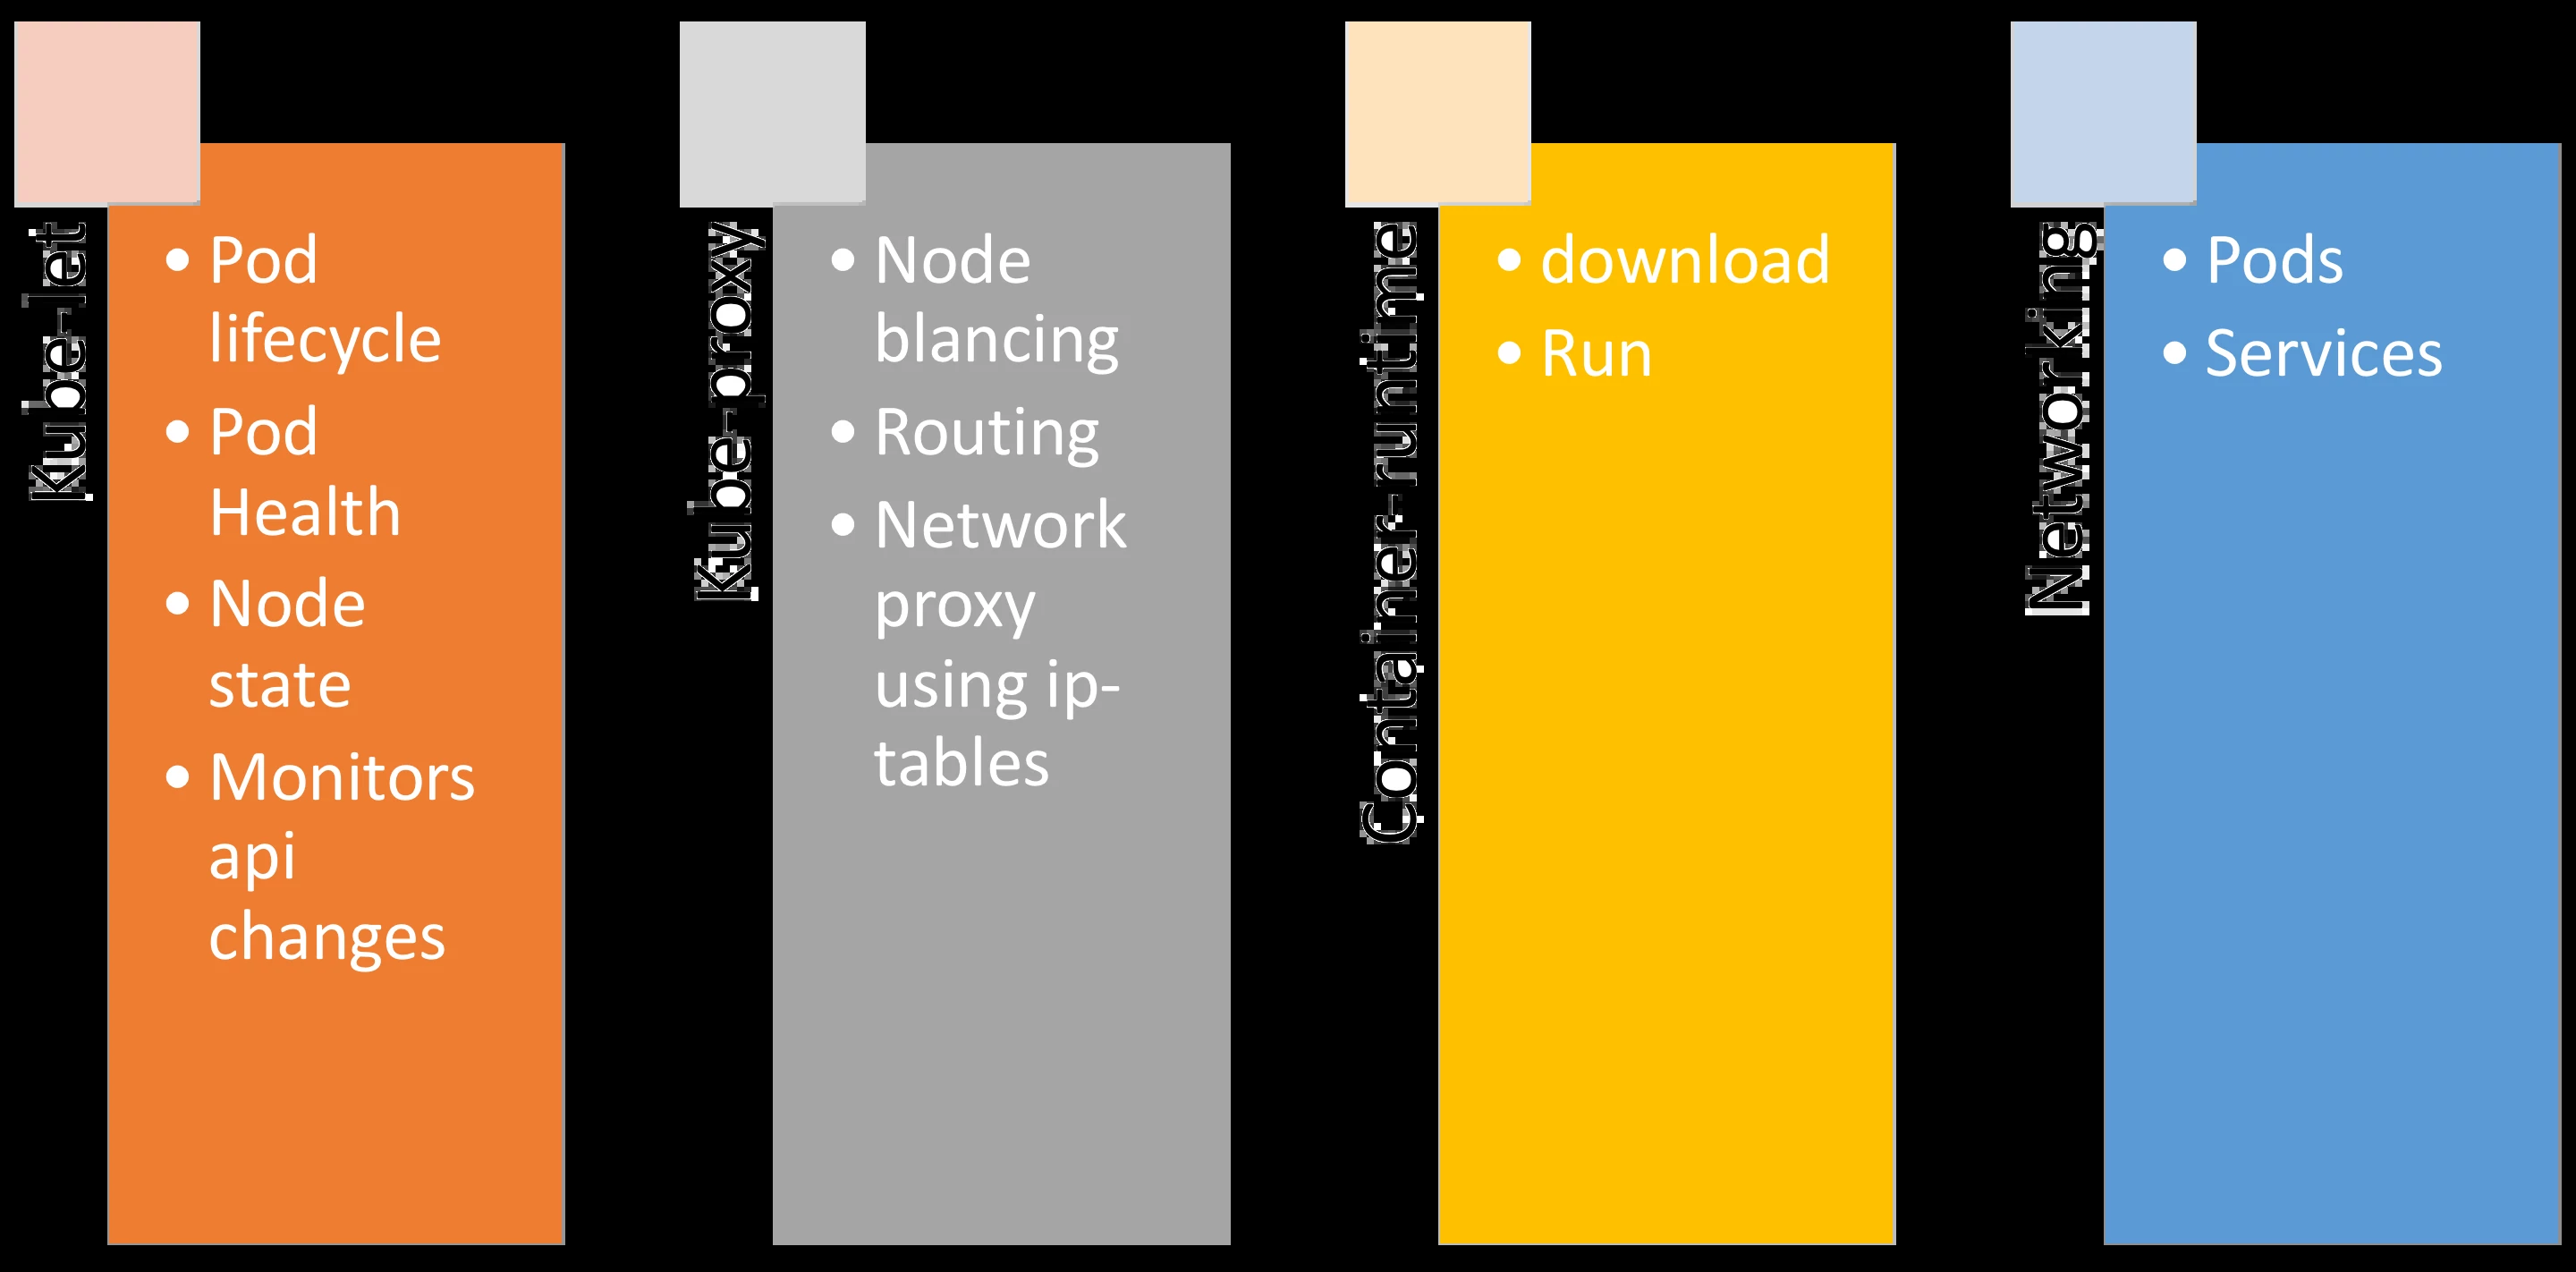 Kube-let
• Pod
lifecycle
• Pod
Health
• Node
state
• Monitors
api
changes
Kube-proxy
• Node
blancing
• Routing
• Network
proxy
using ip-
tables
Container-runtime
• download
• Run
Networking
• Pods
• Services